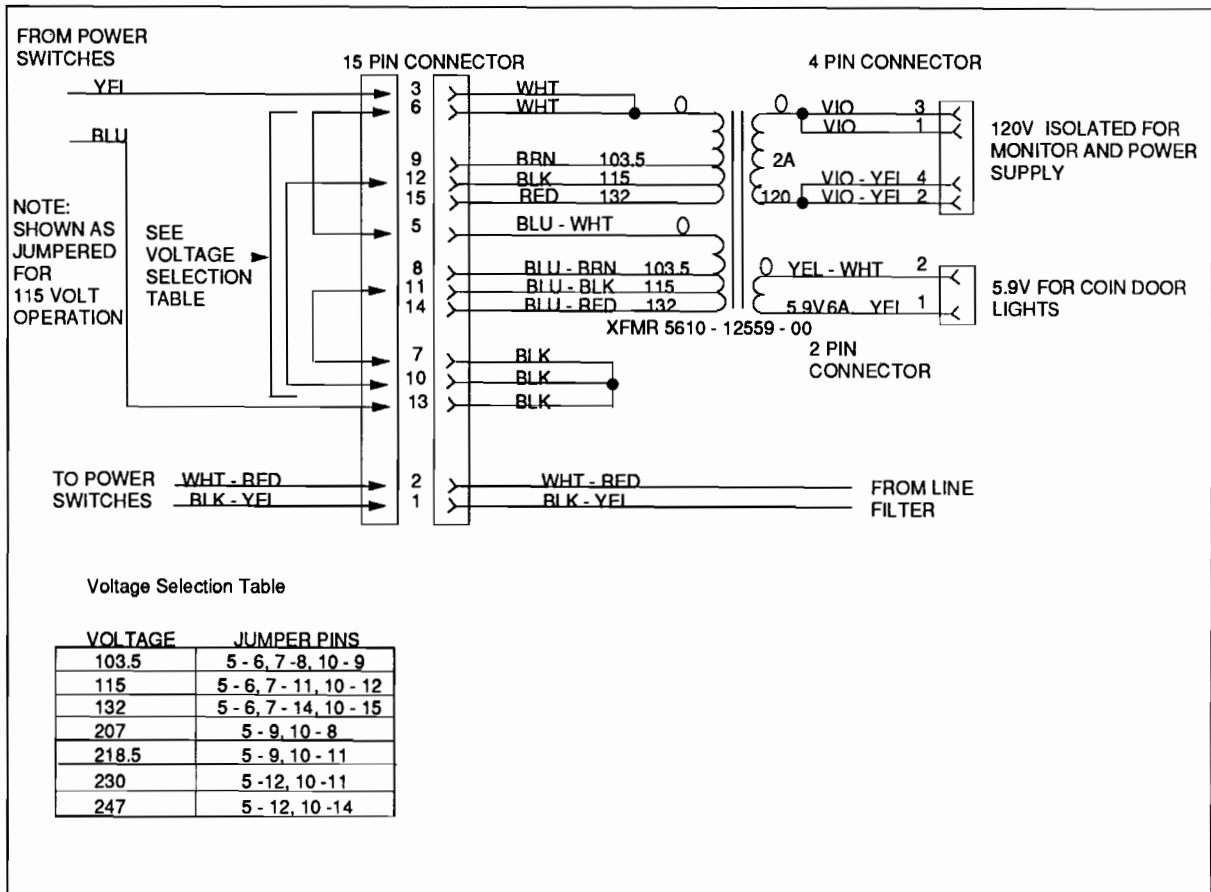 FROM POWER
SWITCHES
15 PIN CONNECTOR
4 PIN CONNECTOR
YEL
3
WHT
6
WHT
0
0
VIO
3
VIO
1
120V ISOLATED FOR
MONITOR AND POWER
SUPPLY
BLU
9
BRN 103.5
12
BLK 115
15
RED 132
2A
120
VIO - YEL 4
VIO - YEL 2
NOTE:
SHOWN AS
JUMPERED
FOR
115 VOLT
OPERATION
SEE
VOLTAGE
SELECTION
TABLE
5
BLU - WHT
0
8
BLU - BRN 103.5
11
BLU - BLK 115
14
BLU - RED 132
0
YEL - WHT 2
5.9V 6A YEL 1
5.9V FOR COIN DOOR
LIGHTS
XFMR 5610 - 12559 - 00
2 PIN
CONNECTOR
7
BLK
10
BLK
13
BLK
TO POWER
SWITCHES
WHT - RED
2
WHT - RED
BLK - YEL
1
BLK - YEL
FROM LINE
FILTER
Voltage Selection Table
VOLTAGE JUMPER PINS
103.5 5 - 6, 7 -8, 10 - 9
115 5 - 6, 7 - 11, 10 - 12
132 5 - 6, 7 - 14, 10 - 15
207 5 - 9, 10 - 8
218.5 5 - 9, 10 - 11
230 5 -12, 10 -11
247 5 - 12, 10 -14